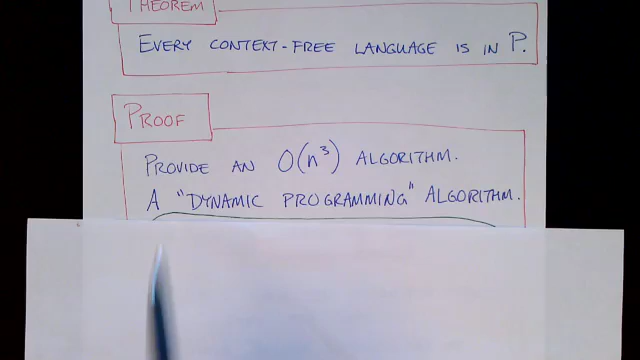 THEOREM
EVERY CONTEXT-FREE LANGUAGE IS IN P.
PROOF
PROVIDE AN O(n³) ALGORITHM.
A "DYNAMIC PROGRAMMING" ALGORITHM.